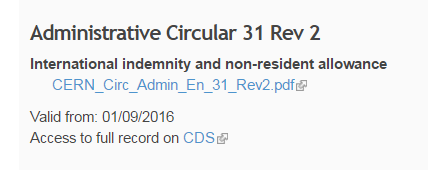 Administrative Circular 31 Rev 2
International indemnity and non-resident allowance
CERN_Circ_Admin_En_31_Rev2.pdf
Valid from: 01/09/2016
Access to full record on CDS